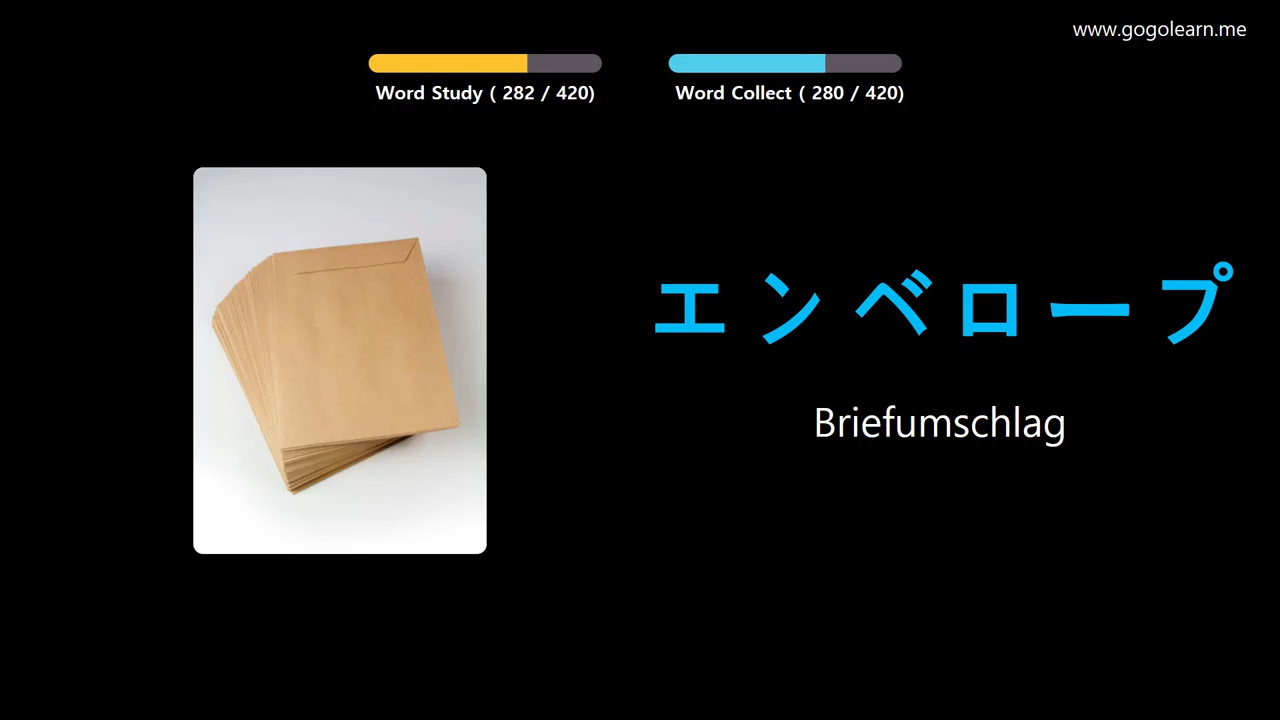 www.gogolearn.me
Word Study ( 282 / 420)
Word Collect ( 280 / 420)
エンベロープ
Briefumschlag